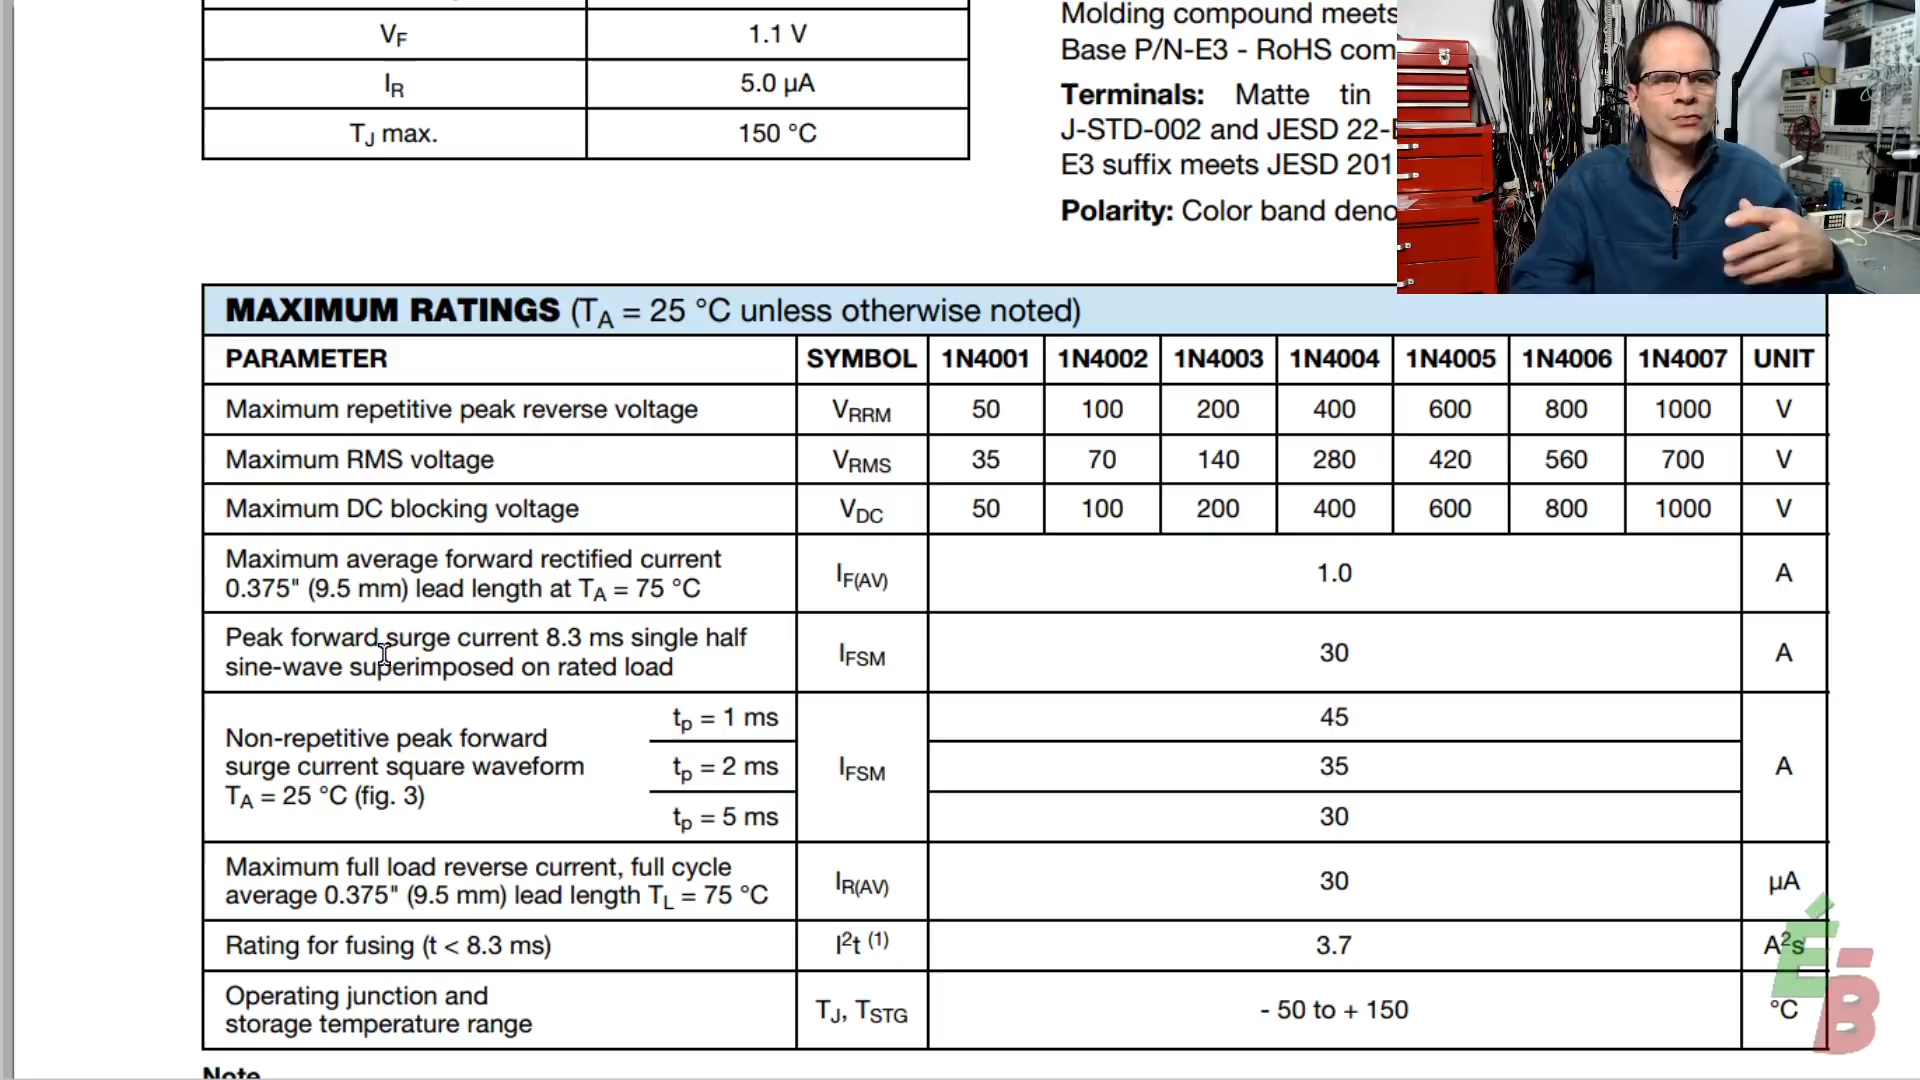 VF 1.1 V
IR 5.0 µA
TJ max. 150 °C
Molding compound meets
Base P/N-E3 - RoHS com
Terminals: Matte tin
J-STD-002 and JESD 22-
E3 suffix meets JESD 201
Polarity: Color band deno
MAXIMUM RATINGS (TA = 25 °C unless otherwise noted)
PARAMETER SYMBOL 1N4001 1N4002 1N4003 1N4004 1N4005 1N4006 1N4007 UNIT
Maximum repetitive peak reverse voltage VRRM 50 100 200 400 600 800 1000 V
Maximum RMS voltage VRMS 35 70 140 280 420 560 700 V
Maximum DC blocking voltage VDC 50 100 200 400 600 800 1000 V
Maximum average forward rectified current
0.375" (9.5 mm) lead length at TA = 75 °C IF(AV) 1.0 A
Peak forward surge current 8.3 ms single half
sine-wave superimposed on rated load IFSM 30 A
Non-repetitive peak forward
surge current square waveform
TA = 25 °C (fig. 3)
tp = 1 ms 45
tp = 2 ms IFSM 35 A
tp = 5 ms 30
Maximum full load reverse current, full cycle
average 0.375" (9.5 mm) lead length TL = 75 °C IR(AV) 30 µA
Rating for fusing (t < 8.3 ms) I²t (1) 3.7 A²s
Operating junction and
storage temperature range TJ, TSTG - 50 to + 150 °C
Note
ÉB